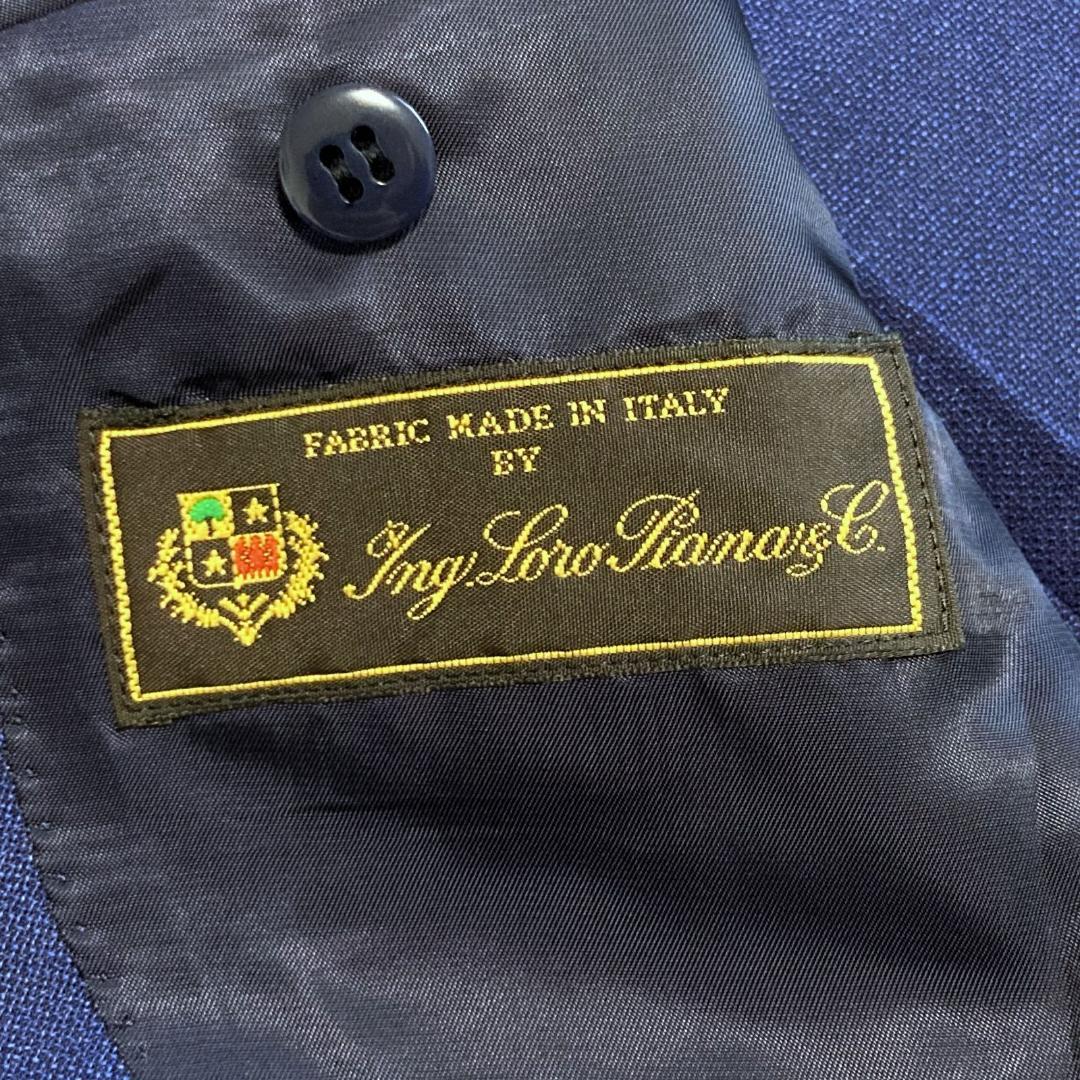 FABRIC MADE IN ITALY
BY
Ing. Loro Piana & C.